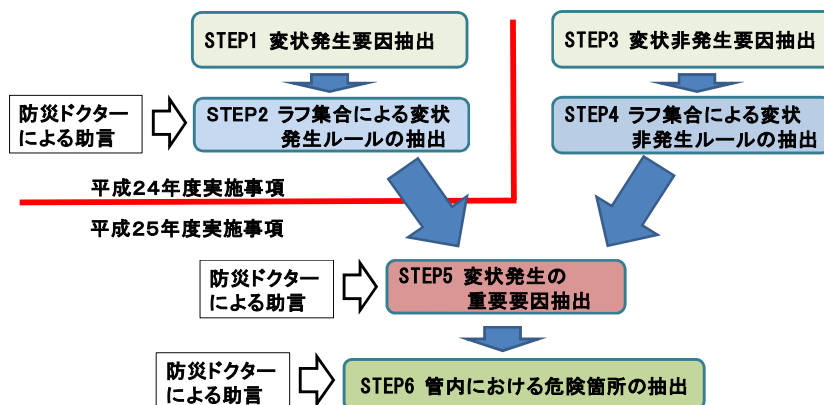 STEP1 変状発生要因抽出
STEP3 変状非発生要因抽出
防災ドクター
による助言
STEP2 ラフ集合による変状
発生ルールの抽出
STEP4 ラフ集合による変状
非発生ルールの抽出
平成24年度実施事項
平成25年度実施事項
防災ドクター
による助言
STEP5 変状発生の
重要要因抽出
防災ドクター
による助言
STEP6 管内における危険箇所の抽出